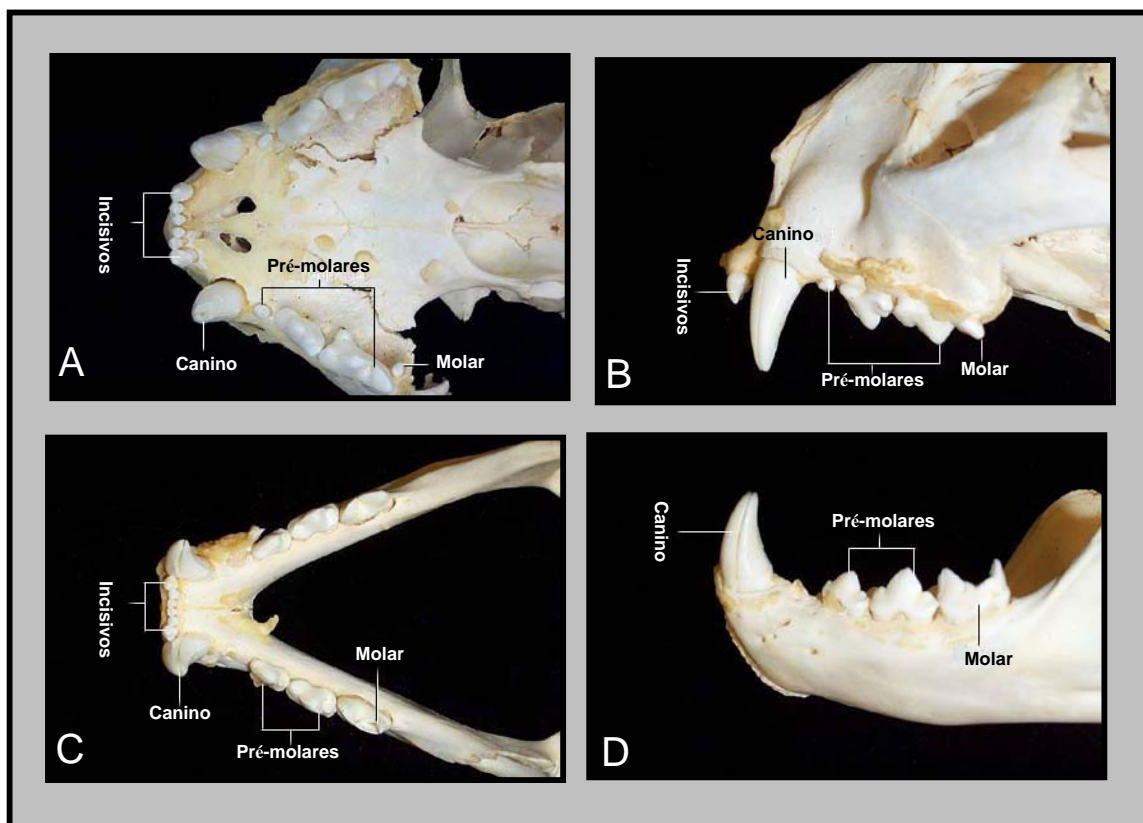 Incisivos
Pré-molares
Canino
Molar
A
Canino
Incisivos
Pré-molares
Molar
B
Incisivos
Molar
Canino
Pré-molares
C
Canino
Pré-molares
Molar
D